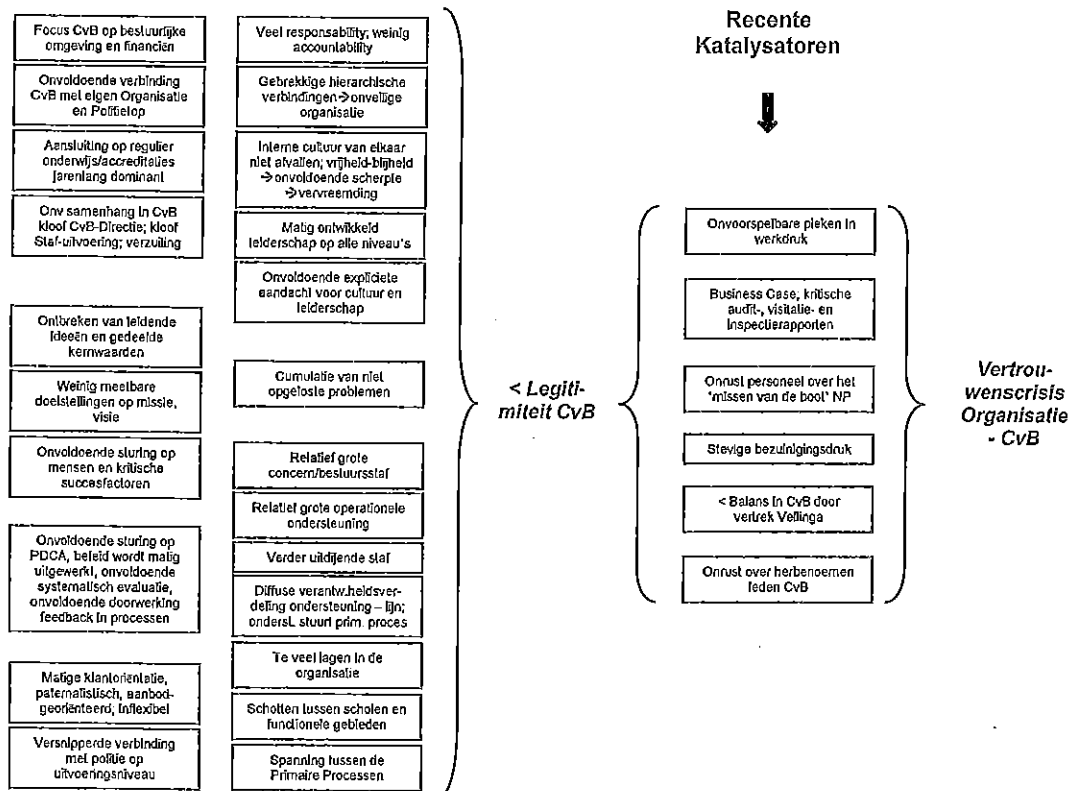 Focus CvB op bestuurlijke
omgeving en financiën
Onvoldoende verbinding
CvB met eigen Organisatie
en Politietop
Aansluiting op regulier
onderwijs/accreditaties
jarenlang dominant
Onv samenhang in CvB
kloof CvB-Directie; kloof
Staf-uitvoering; verzuiling
Ontbreken van leidende
ideeën en gedeelde
kernwaarden
Weinig meetbare
doelstellingen op missie,
visie
Onvoldoende sturing op
mensen en kritische
succesfactoren
Onvoldoende sturing op
PDCA, beleid wordt matig
uitgewerkt, onvoldoende
systematisch evaluatie,
onvoldoende doorwerking
feedback in processen
Matige klantoriëntatie,
paternalistisch, aanbod-
georiënteerd; inflexibel
Versnipperde verbinding
met politie op
uitvoeringsniveau
Veel responsability; weinig
accountability
Gebrekkige hierarchische
verbindingen→onveilige
organisatie
Interne cultuur van elkaar
niet afvallen; vrijheid-blijheid
→onvoldoende scherpte
→vervreemding
Matig ontwikkeld
leiderschap op alle niveau's
Onvoldoende expliciete
aandacht voor cultuur en
leiderschap
Cumulatie van niet
opgeloste problemen
Relatief grote
concern/bestuursstaf
Relatief grote operationele
ondersteuning
Verder uitdijende staf
Diffuse verantw.heidsver-
deling ondersteuning – lijn;
onderst. stuurt prim. proces
Te veel lagen in de
organisatie
Schotten tussen scholen en
functionele gebieden
Spanning tussen de
Primaire Processen
< Legiti-
miteit CvB
Recente
Katalysatoren
Onvoorspelbare pieken in
werkdruk
Business Case; kritische
audit-, visitatie- en
Inspectierapporten
Onrust personeel over het
'missen van de boot' NP
Stevige bezuinigingsdruk
< Balans in CvB door
vertrek Vellinga
Onrust over herbenoemen
leden CvB
Vertrou-
wenscrisis
Organisatie
- CvB